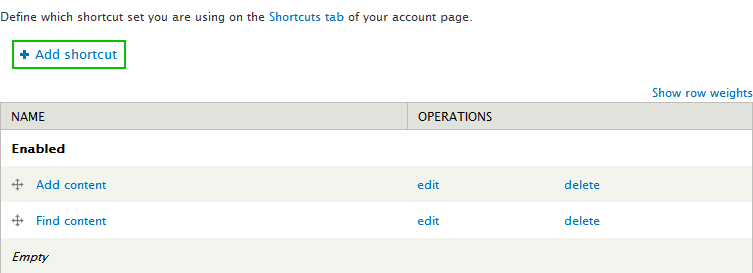 Define which shortcut set you are using on the Shortcuts tab of your account page.
+ Add shortcut
Show row weights
NAME OPERATIONS
Enabled
Add content edit delete
Find content edit delete
Empty